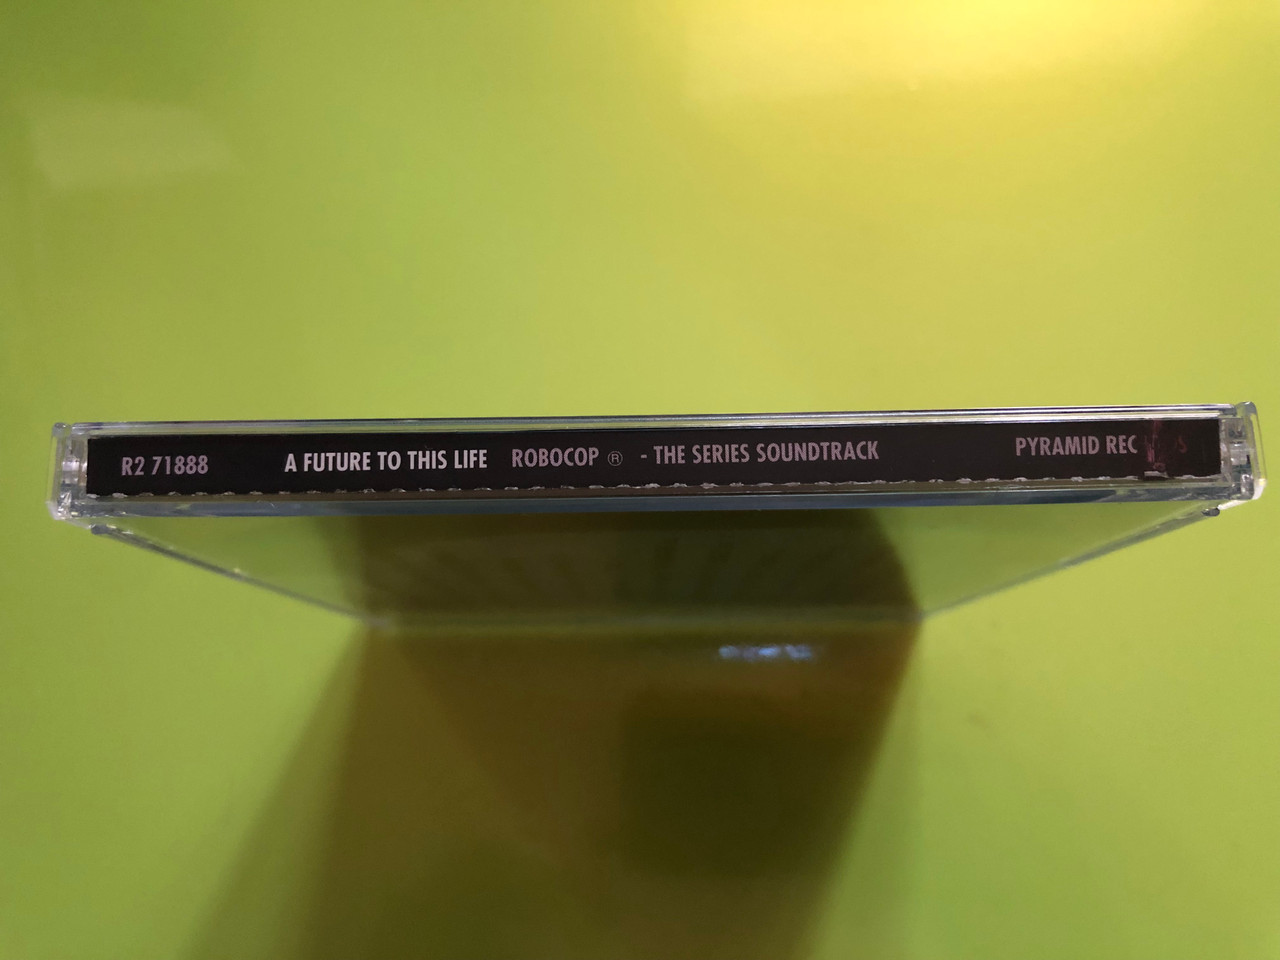 R2 71888 A FUTURE TO THIS LIFE ROBOCOP ® - THE SERIES SOUNDTRACK PYRAMID REC